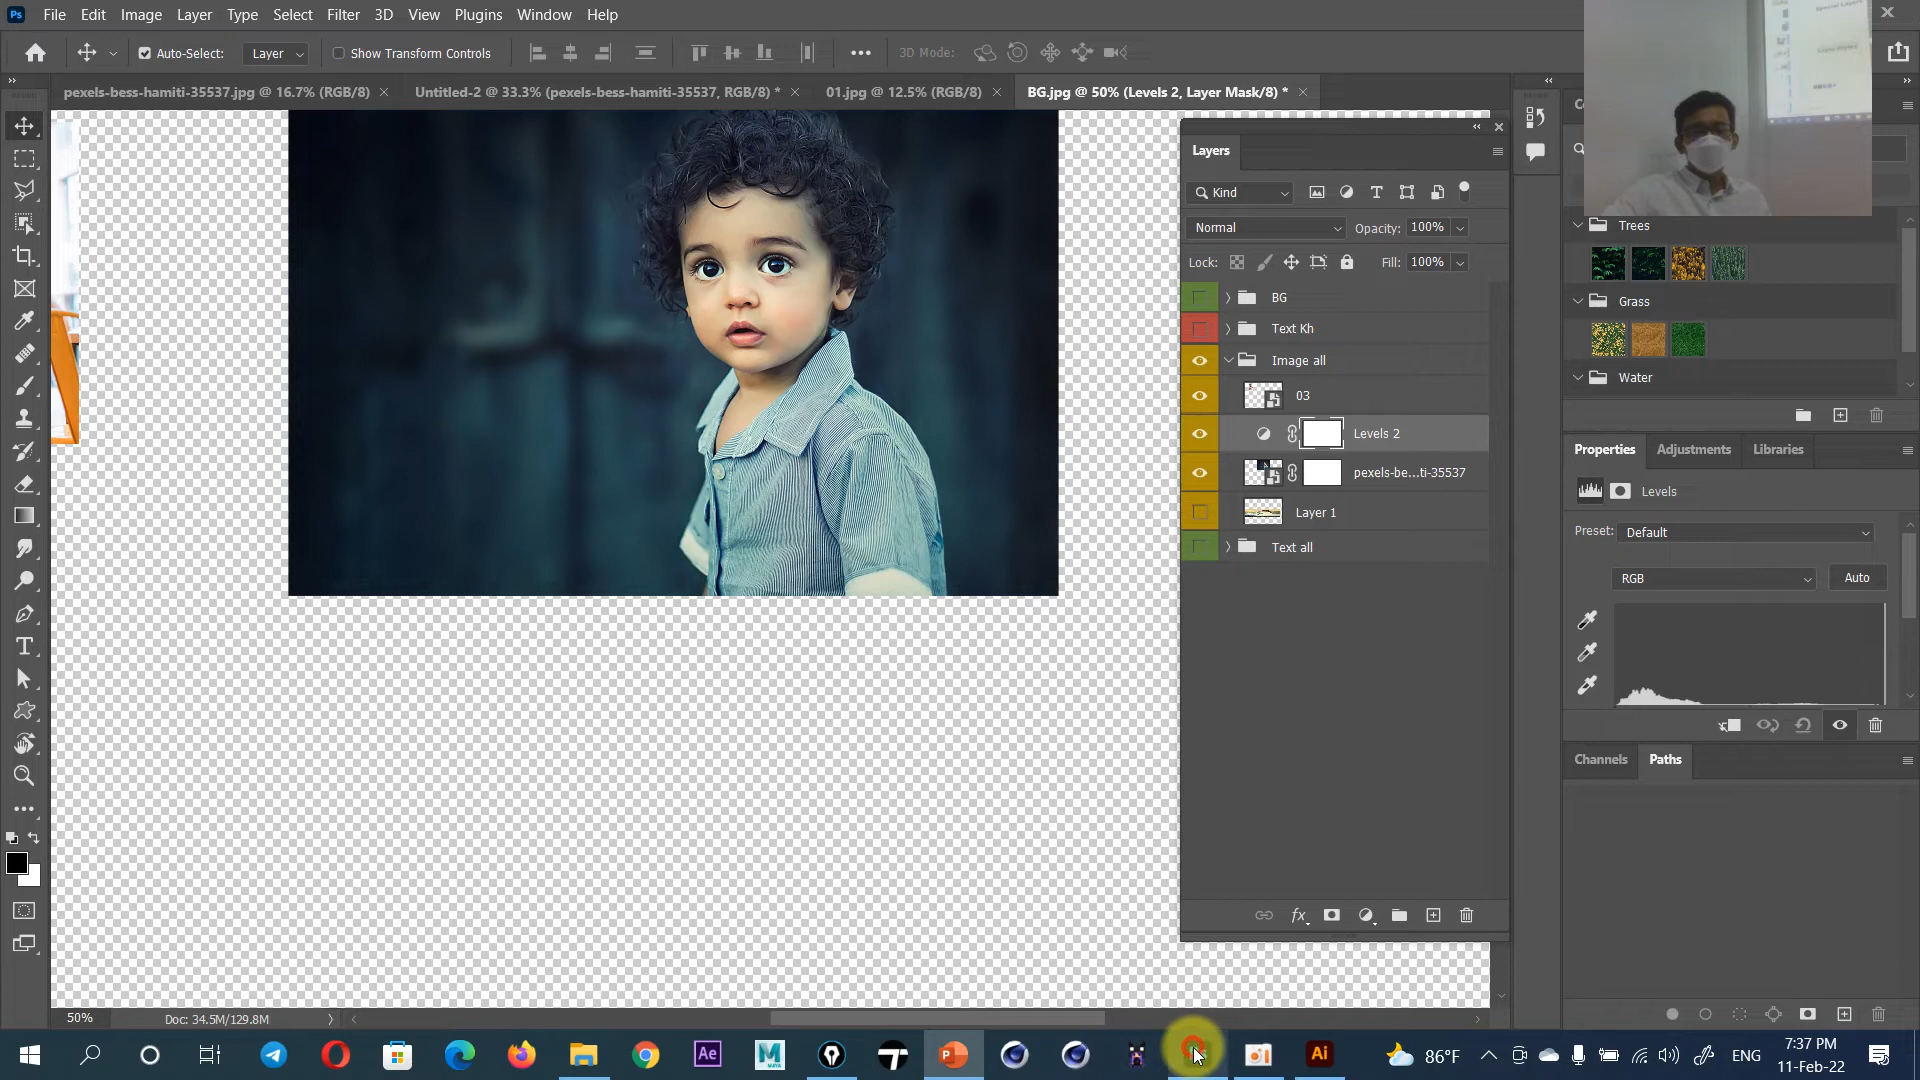 Ps File Edit Image Layer Type Select Filter 3D View Plugins Window Help
Auto-Select: Layer Show Transform Controls 3D Mode:
pexels-bess-hamiti-35537.jpg @ 16.7% (RGB/8) Untitled-2 @ 33.3% (pexels-bess-hamiti-35537, RGB/8) * 01.jpg @ 12.5% (RGB/8) BG.jpg @ 50% (Levels 2, Layer Mask/8) *
Layers
Kind
Normal Opacity: 100%
Lock: Fill: 100%
BG
Text Kh
Image all
03
Levels 2
pexels-be...ti-35537
Layer 1
Text all
Trees
Grass
Water
Properties Adjustments Libraries
Levels
Preset: Default
RGB Auto
Channels Paths
50% Doc: 34.5M/129.8M
Ae M Ai 86°F ENG 7:37 PM
11-Feb-22